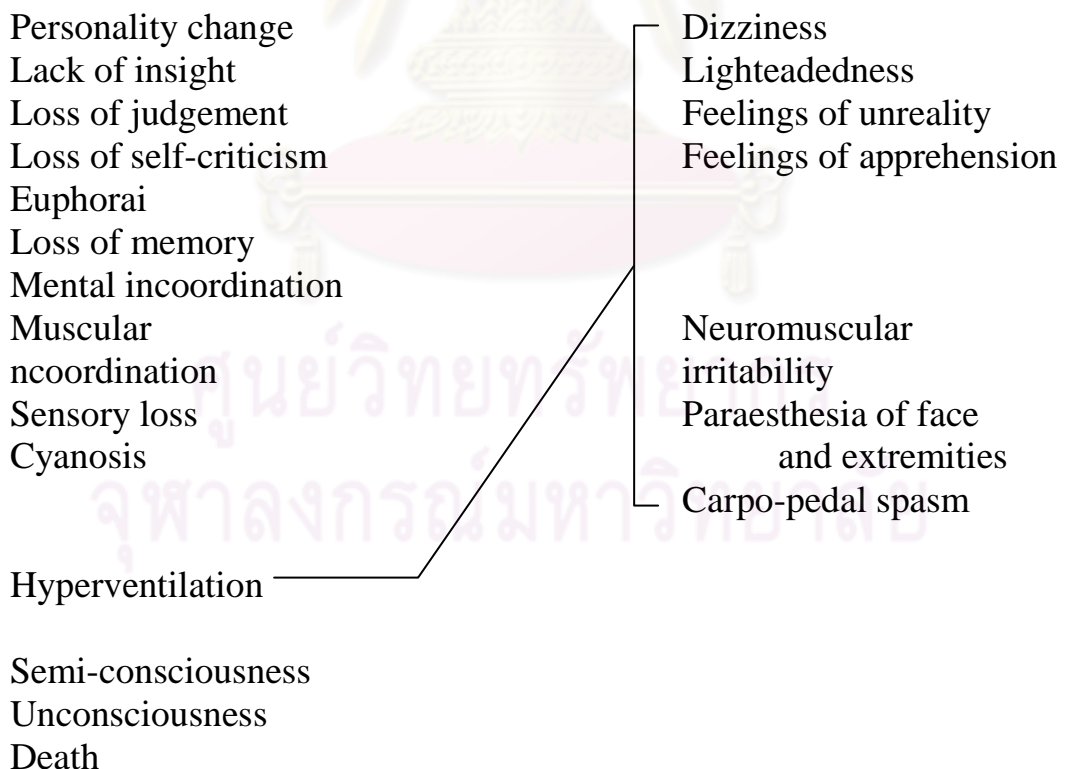 Personality change
Lack of insight
Loss of judgement
Loss of self-criticism
Euphorai
Loss of memory
Mental incoordination
Muscular
ncoordination
Sensory loss
Cyanosis
Hyperventilation
Semi-consciousness
Unconsciousness
Death
Dizziness
Lighteadedness
Feelings of unreality
Feelings of apprehension
Neuromuscular
irritability
Paraesthesia of face
and extremities
Carpo-pedal spasm
ศูนย์วิทยทรัพยากร
จุฬาลงกรณ์มหาวิทยาลัย